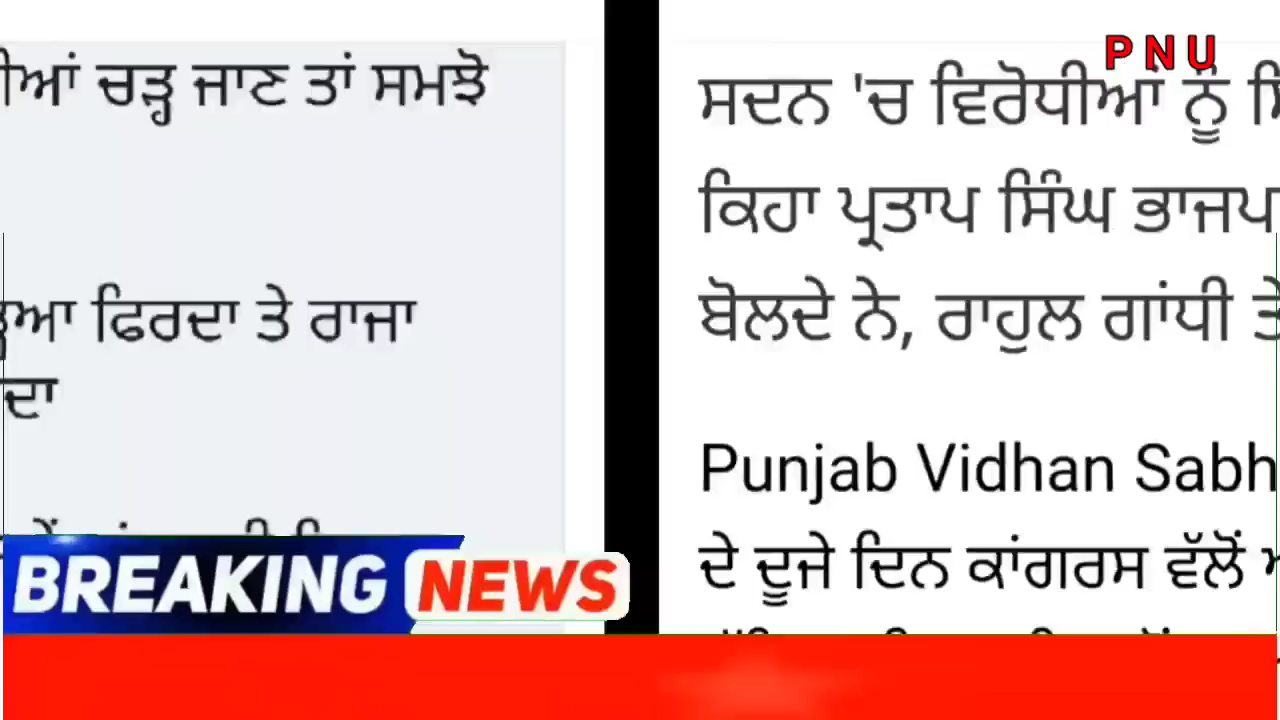 PNU
ਚੜ੍ਹ ਜਾਣ ਤਾਂ ਸਮਝੋ
ਫਿਰਦਾ ਤੇ ਰਾਜਾ
ਦਾ
ਸਦਨ 'ਚ ਵਿਰੋਧੀਆਂ ਨੂੰ
ਕਿਹਾ ਪ੍ਰਤਾਪ ਸਿੰਘ ਭਾਜਪ
ਬੋਲਦੇ ਨੇ, ਰਾਹੁਲ ਗਾਂਧੀ ਤੇ
Punjab Vidhan Sabh
ਦੇ ਦੂਜੇ ਦਿਨ ਕਾਂਗਰਸ ਵੱਲੋਂ
BREAKING NEWS